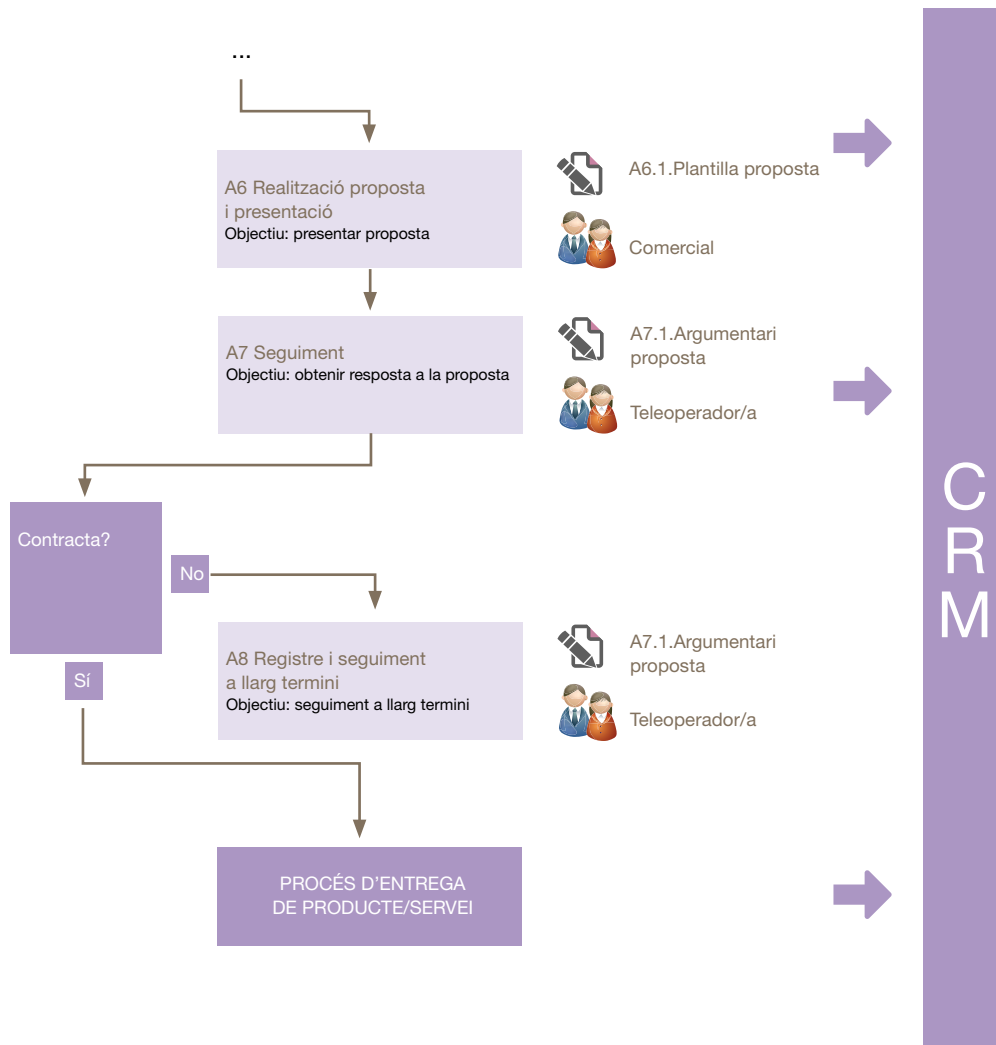 ...
A6 Realització proposta
i presentació
Objectiu: presentar proposta
A6.1.Plantilla proposta
Comercial
A7 Seguiment
Objectiu: obtenir resposta a la proposta
A7.1.Argumentari
proposta
Teleoperador/a
Contracta?
No
Sí
A8 Registre i seguiment
a llarg termini
Objectiu: seguiment a llarg termini
A7.1.Argumentari
proposta
Teleoperador/a
PROCÉS D’ENTREGA
DE PRODUCTE/SERVEI
C
R
M